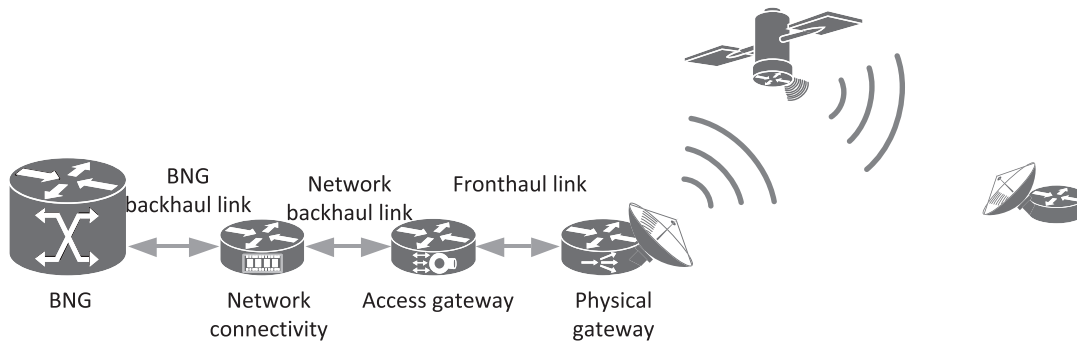 BNG
backhaul link
Network
backhaul link
Fronthaul link
BNG
Network
connectivity
Access gateway
Physical
gateway